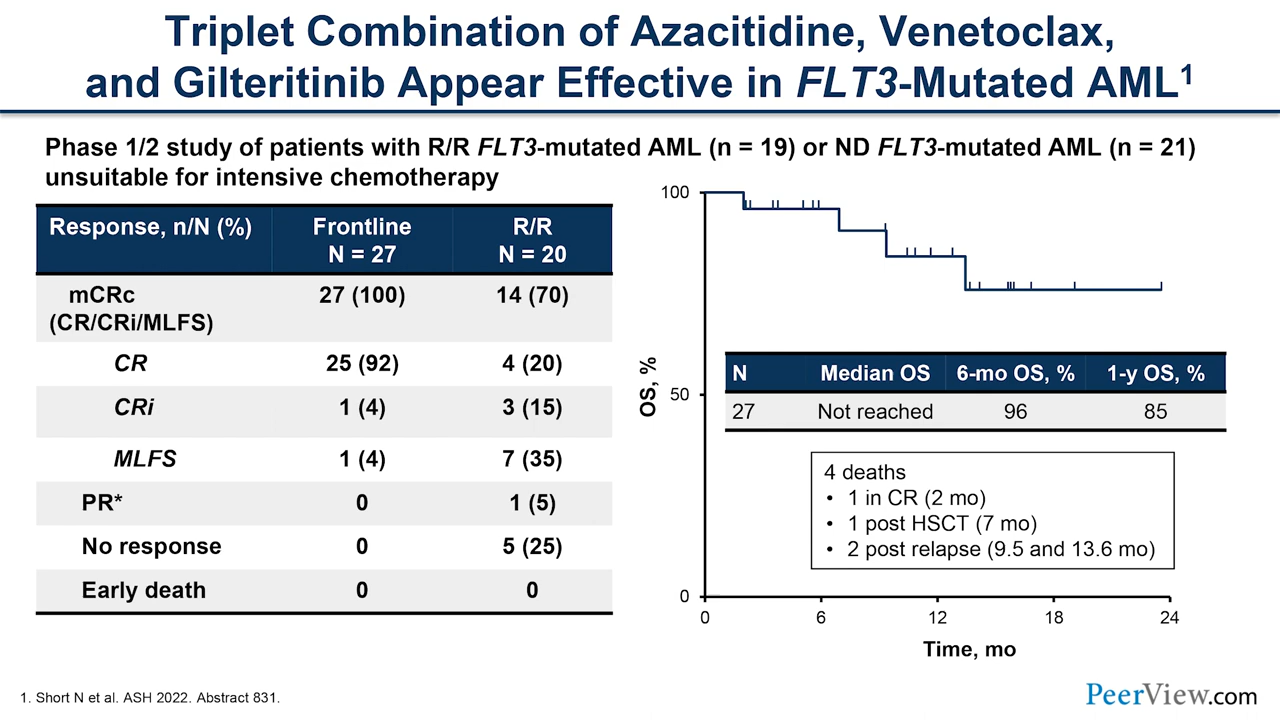 Triplet Combination of Azacitidine, Venetoclax,
and Gilteritinib Appear Effective in FLT3-Mutated AML1
Phase 1/2 study of patients with R/R FLT3-mutated AML (n = 19) or ND FLT3-mutated AML (n = 21)
unsuitable for intensive chemotherapy
Response, n/N (%) Frontline N = 27 R/R N = 20
mCRc (CR/CRi/MLFS) 27 (100) 14 (70)
CR 25 (92) 4 (20)
CRi 1 (4) 3 (15)
MLFS 1 (4) 7 (35)
PR* 0 1 (5)
No response 0 5 (25)
Early death 0 0
OS, %
100
50
0
0 6 12 18 24
Time, mo
N Median OS 6-mo OS, % 1-y OS, %
27 Not reached 96 85
4 deaths
• 1 in CR (2 mo)
• 1 post HSCT (7 mo)
• 2 post relapse (9.5 and 13.6 mo)
1. Short N et al. ASH 2022. Abstract 831.
PeerView.com